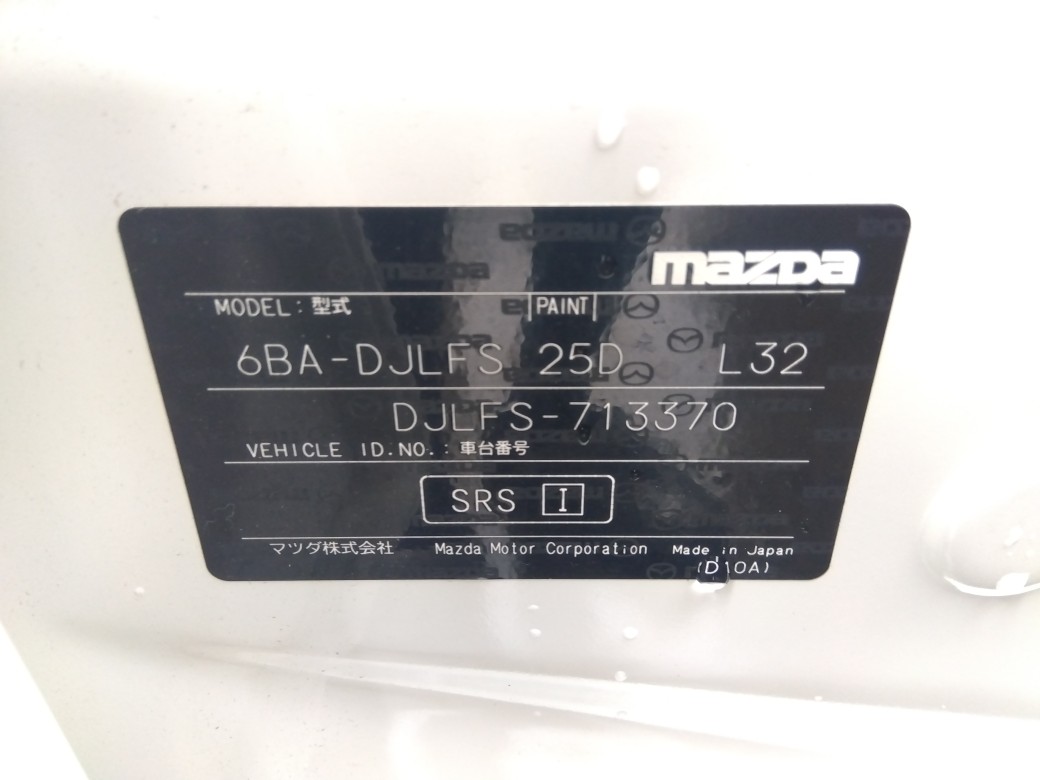 mazda
MODEL : 型式 PAINT
6BA-DJLFS 25D L32
DJLFS-713370
VEHICLE ID.NO. : 車台番号
SRS I
マツダ株式会社 Mazda Motor Corporation Made in Japan
(D10A)